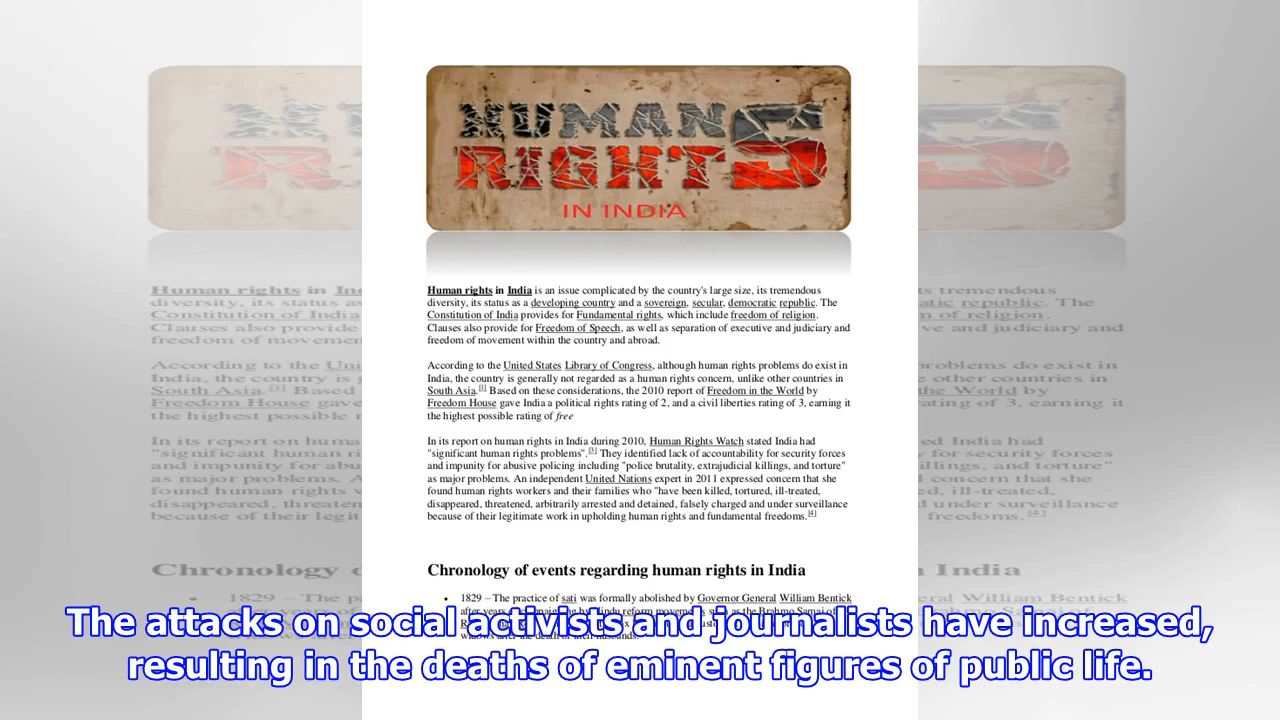 HUMAN
RIGHTS
IN INDIA
Human rights in India is an issue complicated by the country's large size, its tremendous
diversity, its status as a developing country and a sovereign, secular, democratic republic. The
Constitution of India provides for Fundamental rights, which include freedom of religion.
Clauses also provide for Freedom of Speech, as well as separation of executive and judiciary and
freedom of movement within the country and abroad.
According to the United States Library of Congress, although human rights problems do exist in
India, the country is generally not regarded as a human rights concern, unlike other countries in
South Asia.[1] Based on these considerations, the 2010 report of Freedom in the World by
Freedom House gave India a political rights rating of 2, and a civil liberties rating of 3, earning it
the highest possible rating of free
In its report on human rights in India during 2010, Human Rights Watch stated India had
"significant human rights problems".[3] They identified lack of accountability for security forces
and impunity for abusive policing including "police brutality, extrajudicial killings, and torture"
as major problems. An independent United Nations expert in 2011 expressed concern that she
found human rights workers and their families who "have been killed, tortured, ill-treated,
disappeared, threatened, arbitrarily arrested and detained, falsely charged and under surveillance
because of their legitimate work in upholding human rights and fundamental freedoms.[4]
Chronology of events regarding human rights in India
• 1829 – The practice of sati was formally abolished by Governor General William Bentick
The attacks on social activists and journalists have increased,
resulting in the deaths of eminent figures of public life.